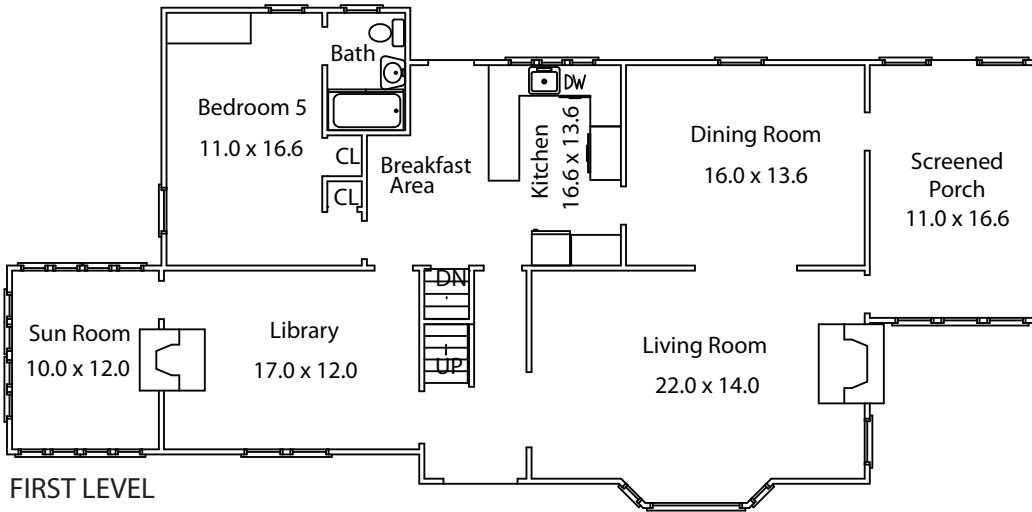 Bath
Bedroom 5
11.0 x 16.6
CL
CL
Breakfast
Area
DW
Kitchen
16.6 x 13.6
Dining Room
16.0 x 13.6
Screened
Porch
11.0 x 16.6
Sun Room
10.0 x 12.0
Library
17.0 x 12.0
DN
UP
Living Room
22.0 x 14.0
FIRST LEVEL